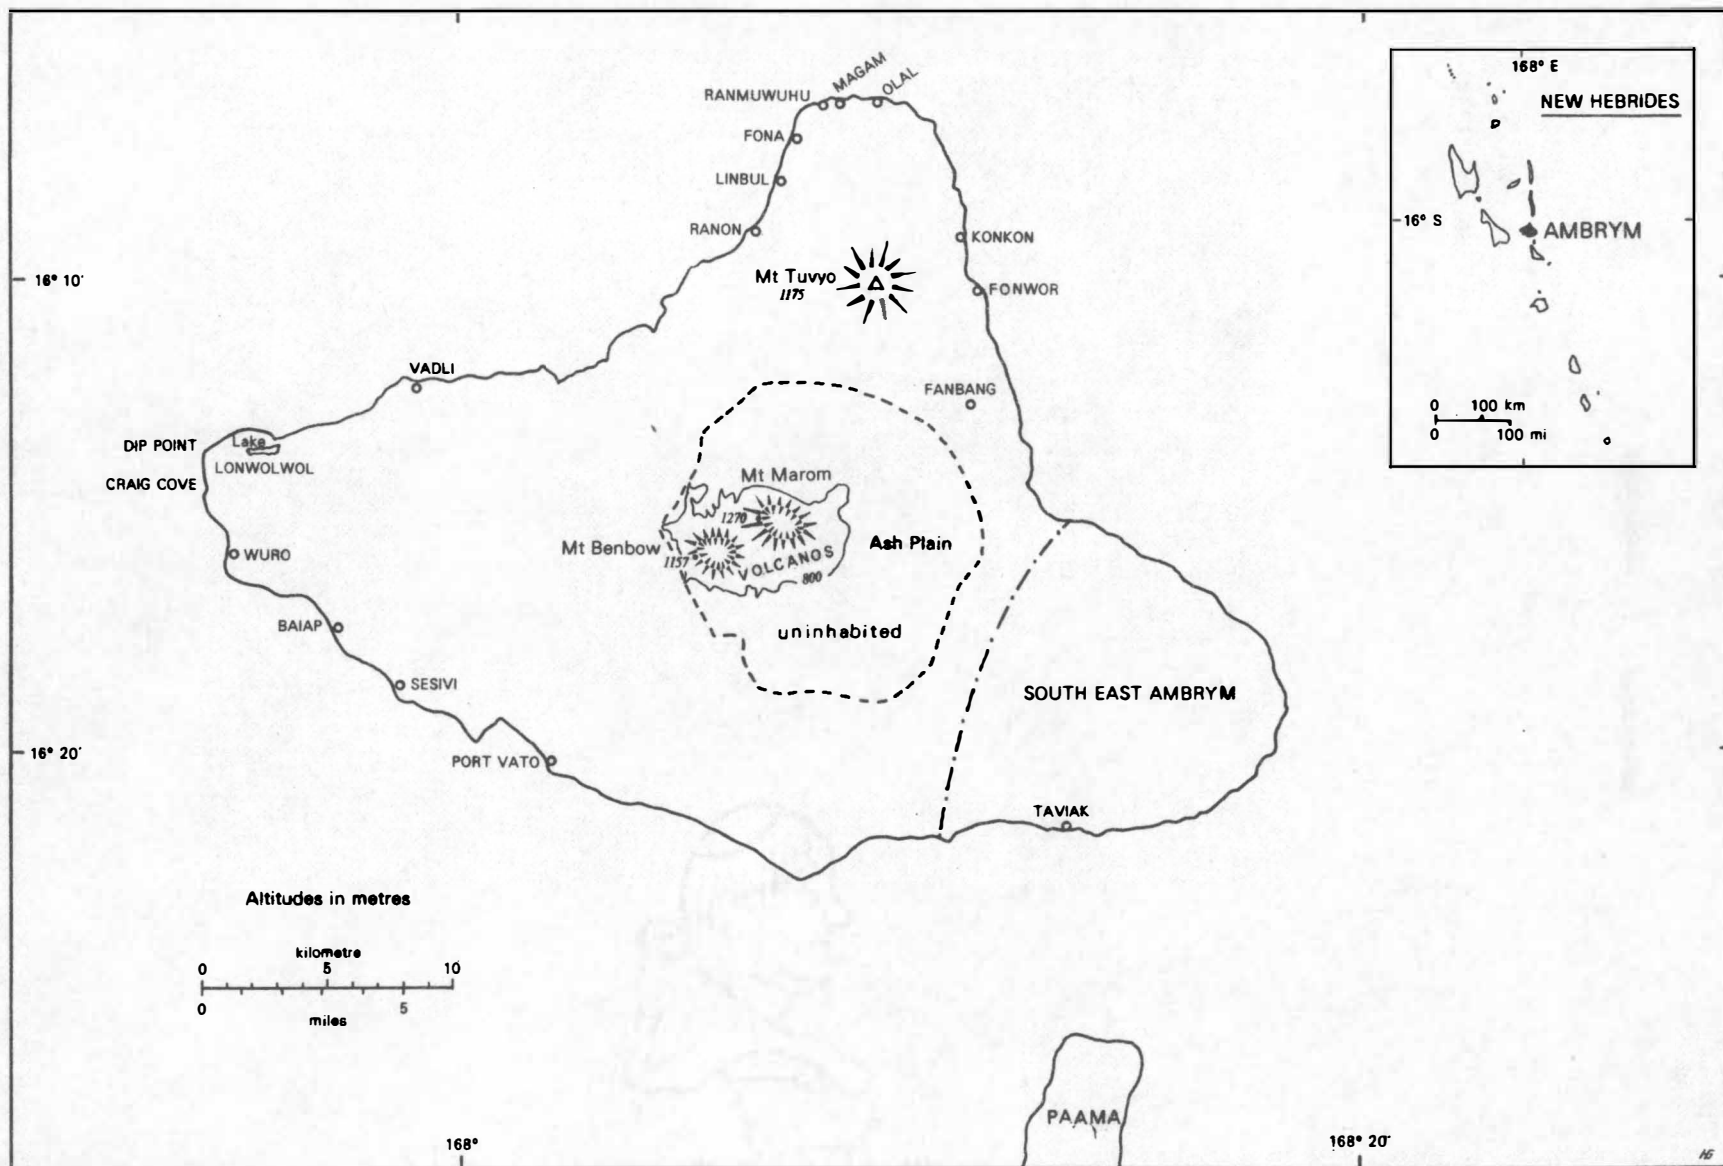 168° E
NEW HEBRIDES
16° S
AMBRYM
0 100 km
0 100 mi
MAGAM
OLAL
RANMUWUHU
FONA
LINBUL
RANON
KONKON
Mt Tuvyo
1175
FONWOR
16° 10'
VADLI
FANBANG
DIP POINT
Lake
LONWOLWOL
CRAIG COVE
Mt Marom
1270
Ash Plain
Mt Benbow
1157
VOLCANOS
800
WURO
BAIAP
uninhabited
SESIVI
SOUTH EAST AMBRYM
16° 20'
PORT VATO
TAVIAK
Altitudes in metres
kilometre
0 5 10
0 5
miles
PAAMA
168°
168° 20'